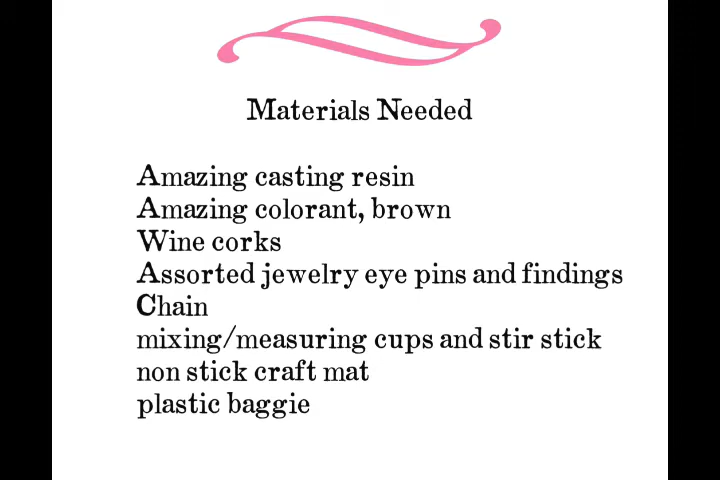 Materials Needed
Amazing casting resin
Amazing colorant, brown
Wine corks
Assorted jewelry eye pins and findings
Chain
mixing/measuring cups and stir stick
non stick craft mat
plastic baggie